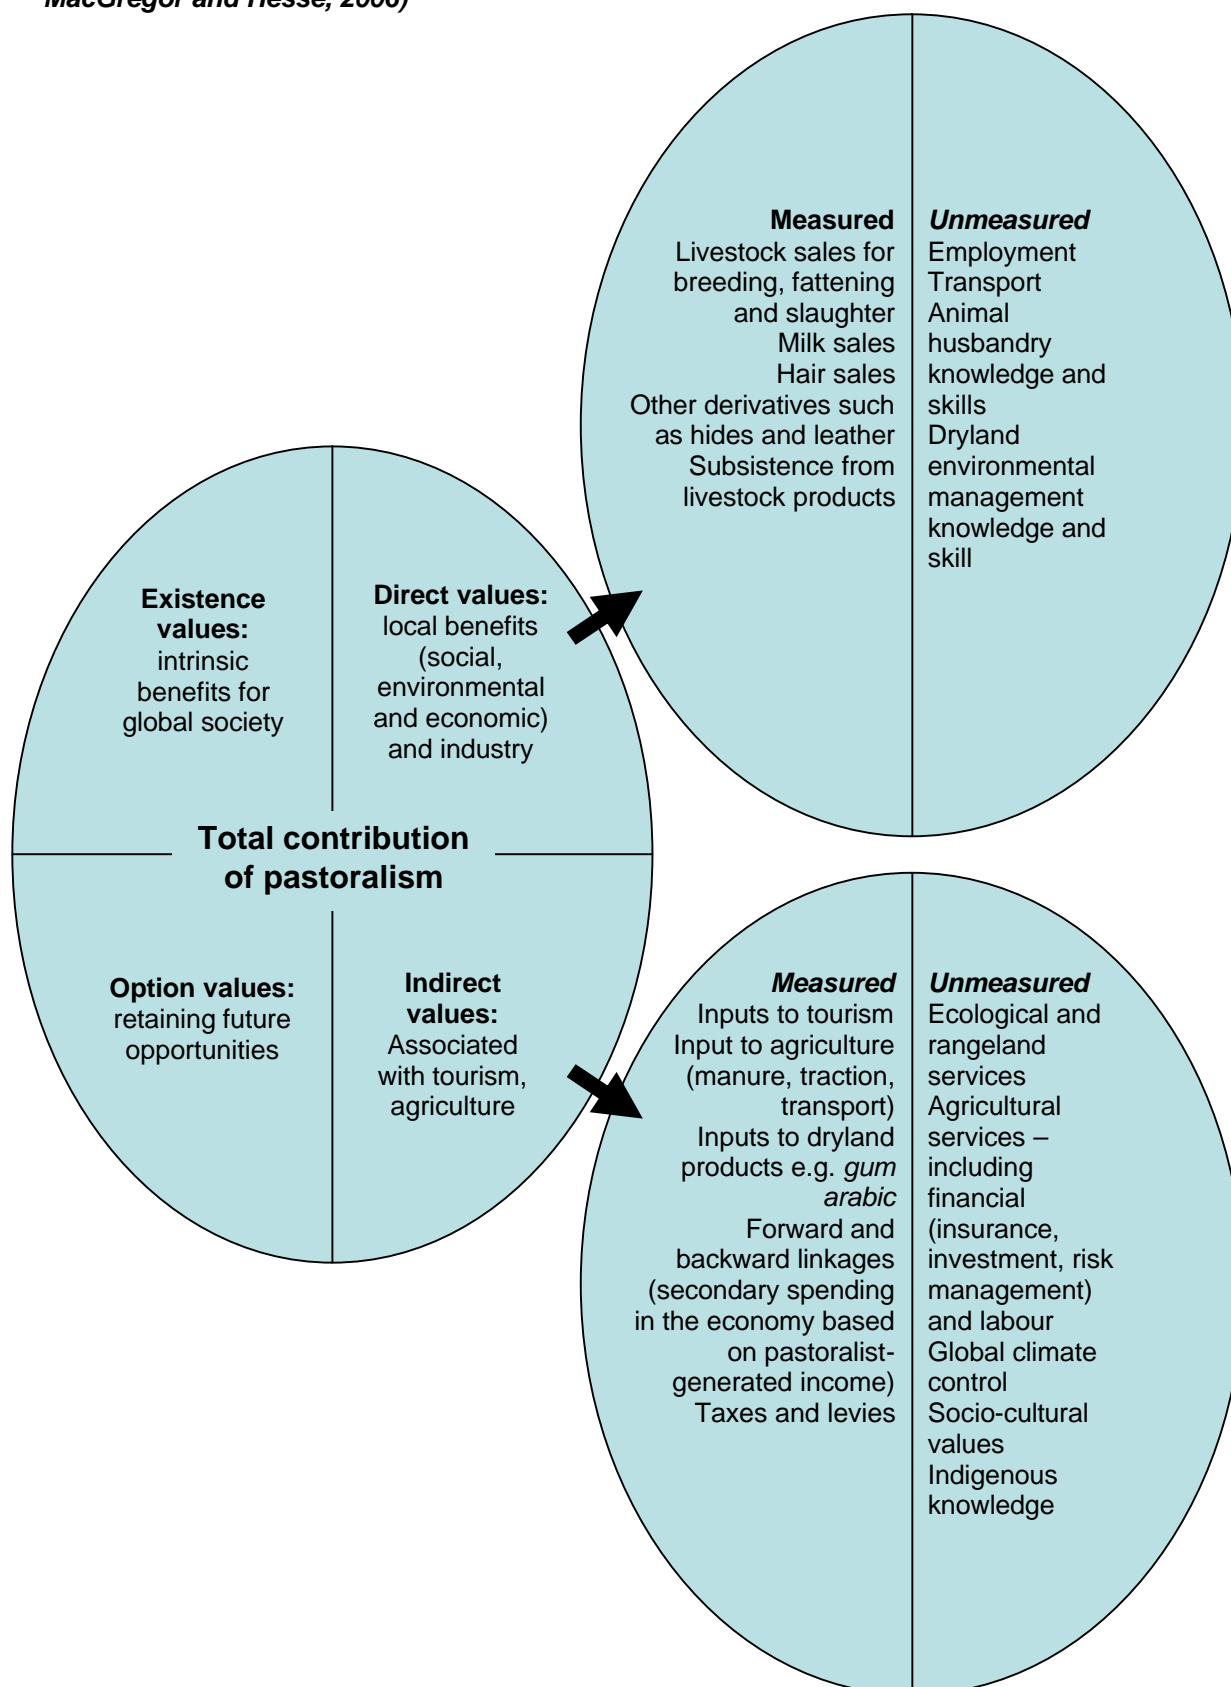 MacGregor and Hesse, 2006)
Measured
Livestock sales for
breeding, fattening
and slaughter
Milk sales
Hair sales
Other derivatives such
as hides and leather
Subsistence from
livestock products
Unmeasured
Employment
Transport
Animal
husbandry
knowledge and
skills
Dryland
environmental
management
knowledge and
skill
Existence
values:
intrinsic
benefits for
global society
Direct values:
local benefits
(social,
environmental
and economic)
and industry
Total contribution
of pastoralism
Option values:
retaining future
opportunities
Indirect
values:
Associated
with tourism,
agriculture
Measured
Inputs to tourism
Input to agriculture
(manure, traction,
transport)
Inputs to dryland
products e.g. gum
arabic
Forward and
backward linkages
(secondary spending
in the economy based
on pastoralist-
generated income)
Taxes and levies
Unmeasured
Ecological and
rangeland
services
Agricultural
services –
including
financial
(insurance,
investment, risk
management)
and labour
Global climate
control
Socio-cultural
values
Indigenous
knowledge